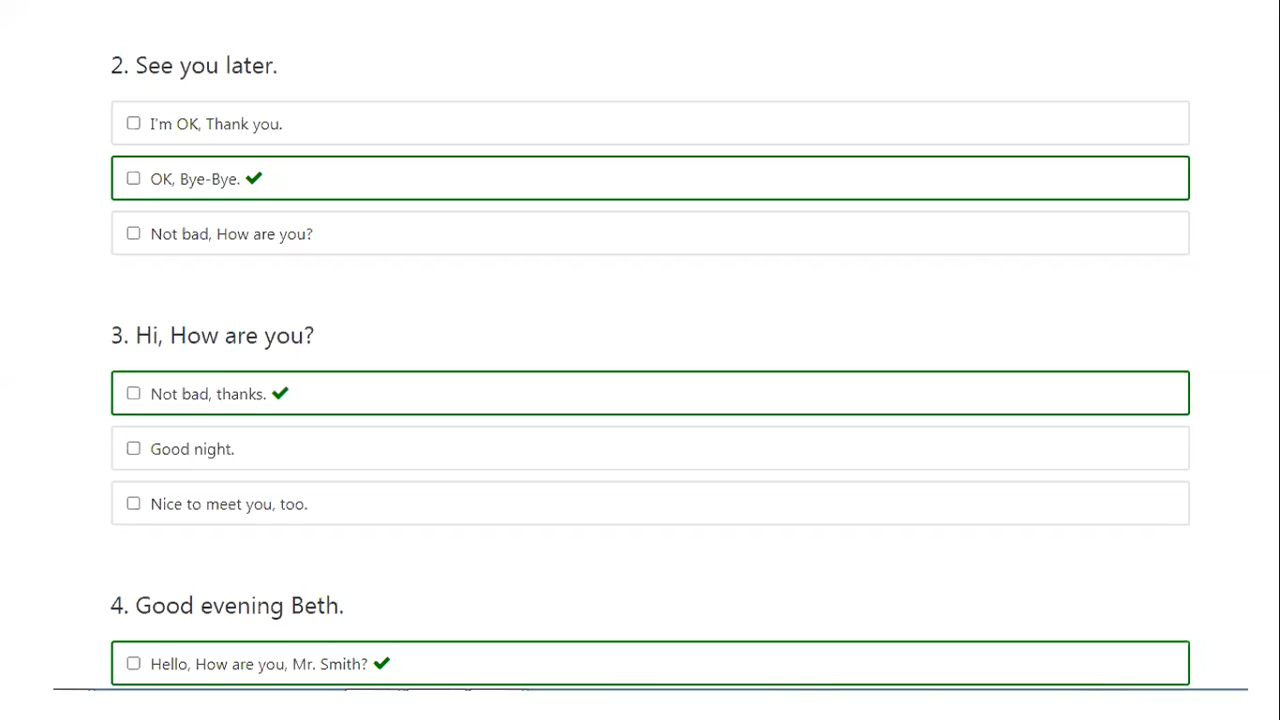 2. See you later.
I'm OK, Thank you.
OK, Bye-Bye.
Not bad, How are you?
3. Hi, How are you?
Not bad, thanks.
Good night.
Nice to meet you, too.
4. Good evening Beth.
Hello, How are you, Mr. Smith?